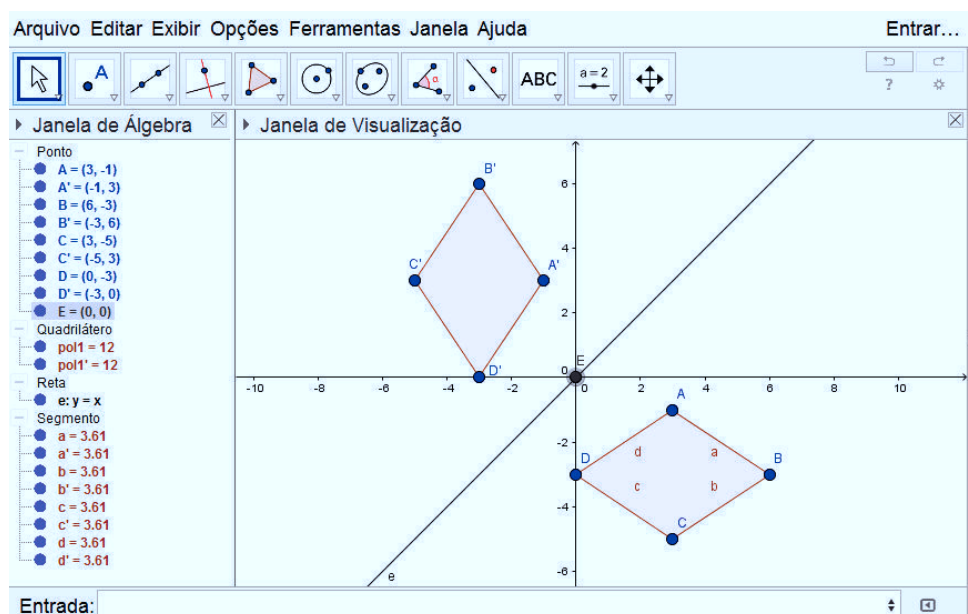 Arquivo Editar Exibir Opções Ferramentas Janela Ajuda Entrar...
A α ABC a = 2 ?
Janela de Álgebra
Ponto
A = (3, -1)
A' = (-1, 3)
B = (6, -3)
B' = (-3, 6)
C = (3, -5)
C' = (-5, 3)
D = (0, -3)
D' = (-3, 0)
E = (0, 0)
Quadrilátero
pol1 = 12
pol1' = 12
Reta
e: y = x
Segmento
a = 3.61
a' = 3.61
b = 3.61
b' = 3.61
c = 3.61
c' = 3.61
d = 3.61
d' = 3.61
Janela de Visualização
B'
6
4
C' A'
2
E
0
D'
-10 -8 -6 -4 -2 0 2 4 6 8 10
A
-2
d a
D B
c b
-4
C
-6
e
Entrada: